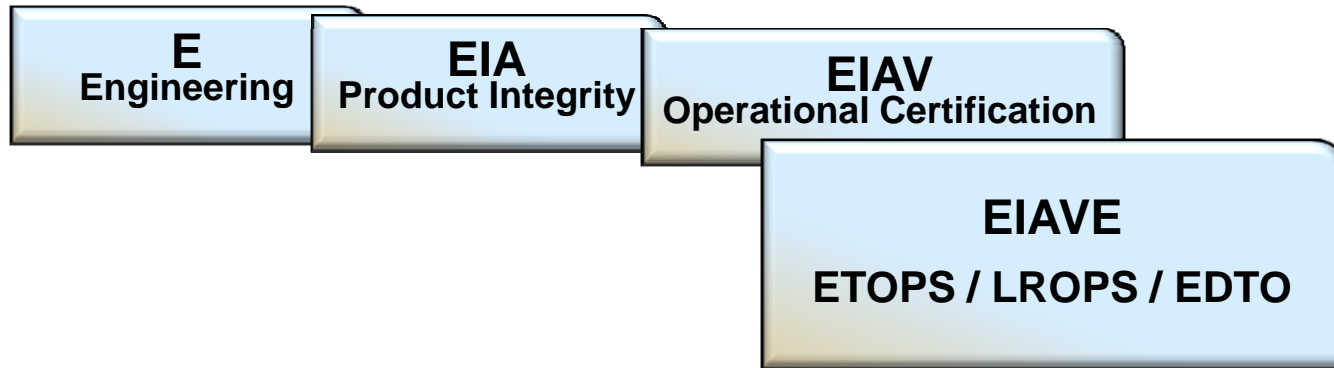 E
Engineering
EIA
Product Integrity
EIAV
Operational Certification
EIAVE
ETOPS / LROPS / EDTO